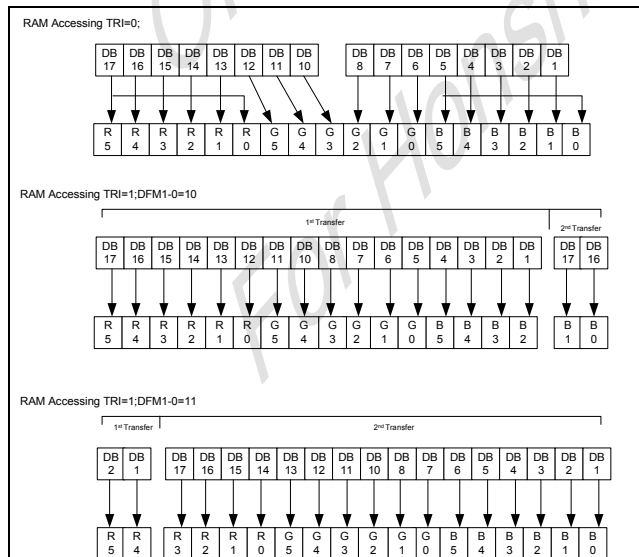 RAM Accessing TRI=0;
DB DB DB DB DB DB DB DB DB DB DB DB DB DB DB DB
17 16 15 14 13 12 11 10 8 7 6 5 4 3 2 1
R R R R R R G G G G G G B B B B B B
5 4 3 2 1 0 5 4 3 2 1 0 5 4 3 2 1 0
RAM Accessing TRI=1;DFM1-0=10
1st Transfer 2nd Transfer
DB DB DB DB DB DB DB DB DB DB DB DB DB DB DB DB DB DB
17 16 15 14 13 12 11 10 8 7 6 5 4 3 2 1 17 16
R R R R R R G G G G G G B B B B B B
5 4 3 2 1 0 5 4 3 2 1 0 5 4 3 2 1 0
RAM Accessing TRI=1;DFM1-0=11
1st Transfer 2nd Transfer
DB DB DB DB DB DB DB DB DB DB DB DB DB DB DB DB DB DB
2 1 17 16 15 14 13 12 11 10 8 7 6 5 4 3 2 1
R R R R R R G G G G G G B B B B B B
5 4 3 2 1 0 5 4 3 2 1 0 5 4 3 2 1 0
For